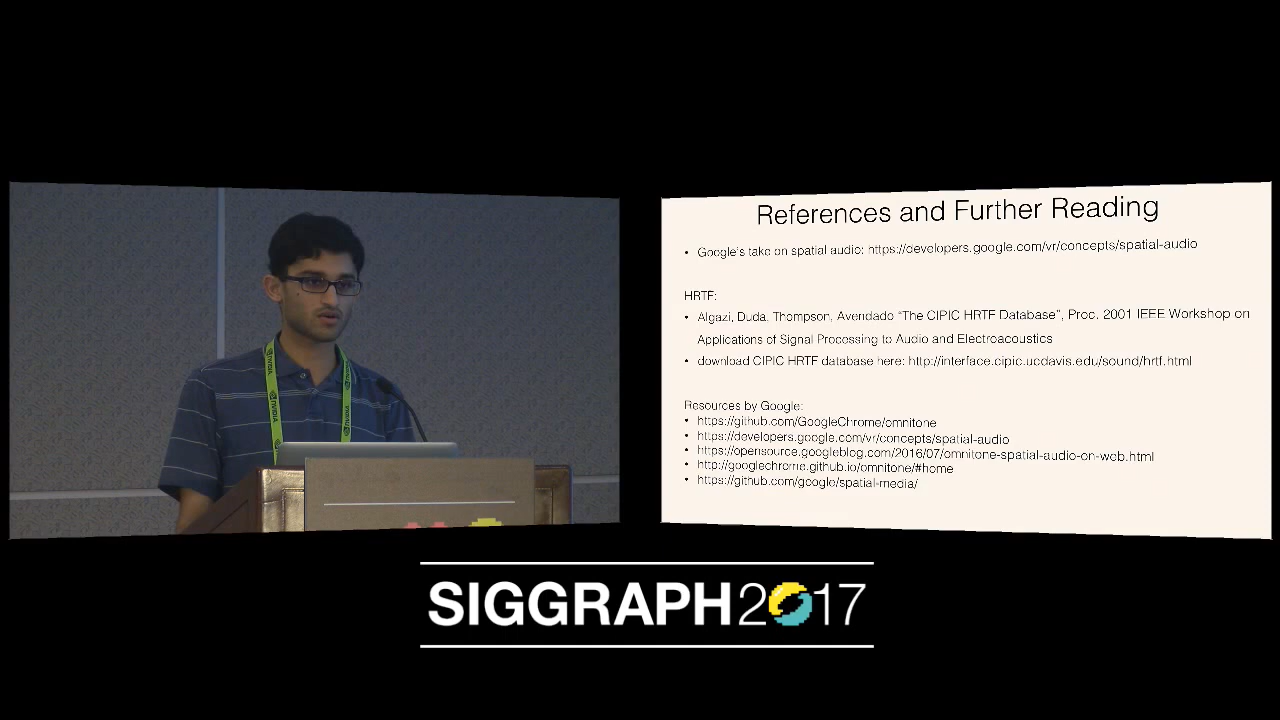 References and Further Reading
• Google's take on spatial audio: https://developers.google.com/vr/concepts/spatial-audio
HRTF:
• Algazi, Duda, Thompson, Avendado "The CIPIC HRTF Database", Proc. 2001 IEEE Workshop on
Applications of Signal Processing to Audio and Electroacoustics
• download CIPIC HRTF database here: http://interface.cipic.ucdavis.edu/sound/hrtf.html
Resources by Google:
• https://github.com/GoogleChrome/omnitone
• https://developers.google.com/vr/concepts/spatial-audio
• https://opensource.googleblog.com/2016/07/omnitone-spatial-audio-on-web.html
• http://googlechrome.github.io/omnitone/#home
• https://github.com/google/spatial-media/
NVIDIA
NVIDIA
NVIDIA
NVIDIA
SIGGRAPH2017